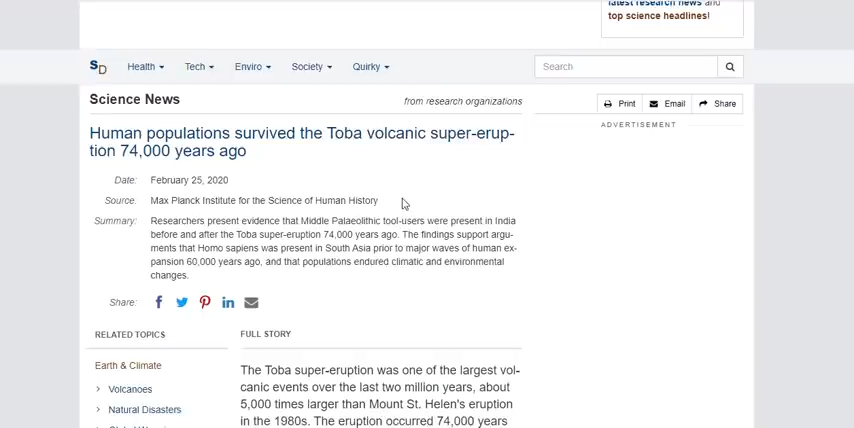 latest research news and
top science headlines!
SD Health Tech Enviro Society Quirky Search
Science News from research organizations
Print Email Share
ADVERTISEMENT
Human populations survived the Toba volcanic super-erup-
tion 74,000 years ago
Date: February 25, 2020
Source: Max Planck Institute for the Science of Human History
Summary: Researchers present evidence that Middle Palaeolithic tool-users were present in India
before and after the Toba super-eruption 74,000 years ago. The findings support argu-
ments that Homo sapiens was present in South Asia prior to major waves of human ex-
pansion 60,000 years ago, and that populations endured climatic and environmental
changes.
Share: f in
RELATED TOPICS
Earth & Climate
> Volcanoes
> Natural Disasters
FULL STORY
The Toba super-eruption was one of the largest vol-
canic events over the last two million years, about
5,000 times larger than Mount St. Helen's eruption
in the 1980s. The eruption occurred 74,000 years